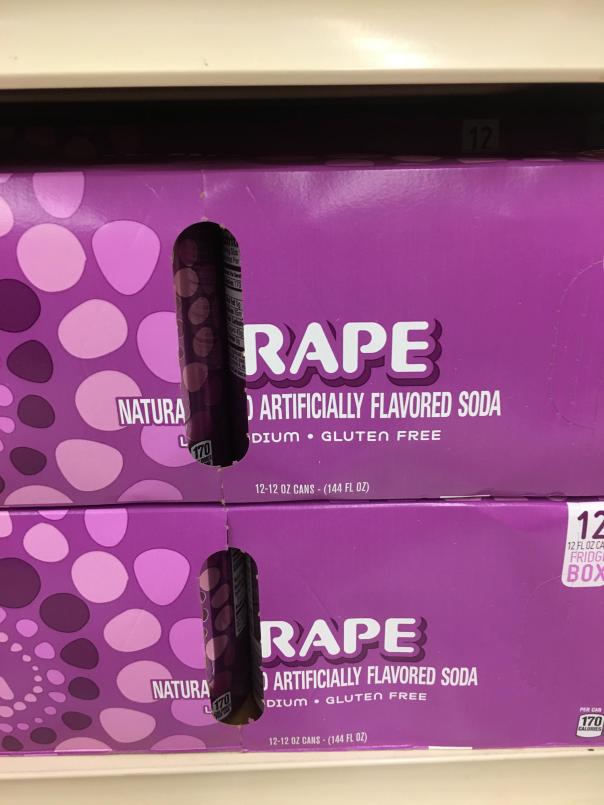 12
RAPE
NATURA D ARTIFICIALLY FLAVORED SODA
L DIUM • GLUTEN FREE
170
12-12 OZ CANS - (144 FL OZ)
12
12 FL OZ CA
FRIDG
BOX
RAPE
NATURA D ARTIFICIALLY FLAVORED SODA
L DIUM • GLUTEN FREE
170
PER CAN
170
CALORIES
12-12 OZ CANS - (144 FL OZ)